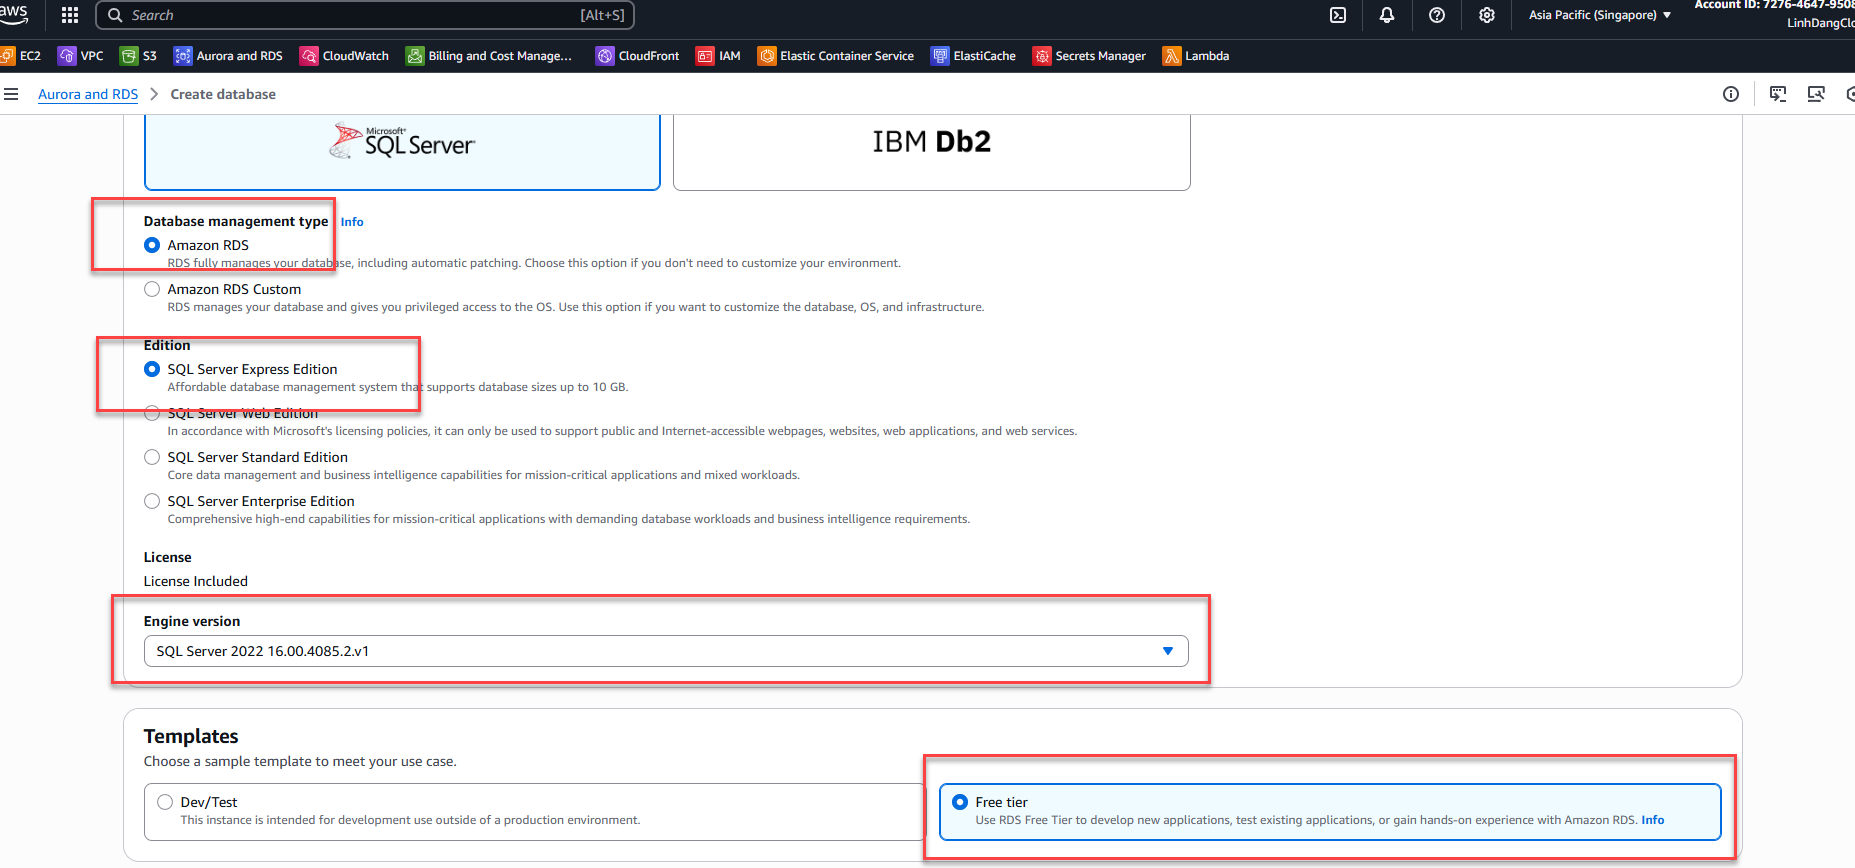 aws
Search
[Alt+S]
Asia Pacific (Singapore)
Account ID: 7276-4647-9508
LinhDangClo
EC2
VPC
S3
Aurora and RDS
CloudWatch
Billing and Cost Manage...
CloudFront
IAM
Elastic Container Service
ElastiCache
Secrets Manager
Lambda
Aurora and RDS
Create database
Microsoft
SQL Server
IBM Db2
Database management type
Info
Amazon RDS
RDS fully manages your database, including automatic patching. Choose this option if you don't need to customize your environment.
Amazon RDS Custom
RDS manages your database and gives you privileged access to the OS. Use this option if you want to customize the database, OS, and infrastructure.
Edition
SQL Server Express Edition
Affordable database management system that supports database sizes up to 10 GB.
SQL Server Web Edition
In accordance with Microsoft's licensing policies, it can only be used to support public and Internet-accessible webpages, websites, web applications, and web services.
SQL Server Standard Edition
Core data management and business intelligence capabilities for mission-critical applications and mixed workloads.
SQL Server Enterprise Edition
Comprehensive high-end capabilities for mission-critical applications with demanding database workloads and business intelligence requirements.
License
License Included
Engine version
SQL Server 2022 16.00.4085.2.v1
Templates
Choose a sample template to meet your use case.
Dev/Test
This instance is intended for development use outside of a production environment.
Free tier
Use RDS Free Tier to develop new applications, test existing applications, or gain hands-on experience with Amazon RDS. Info